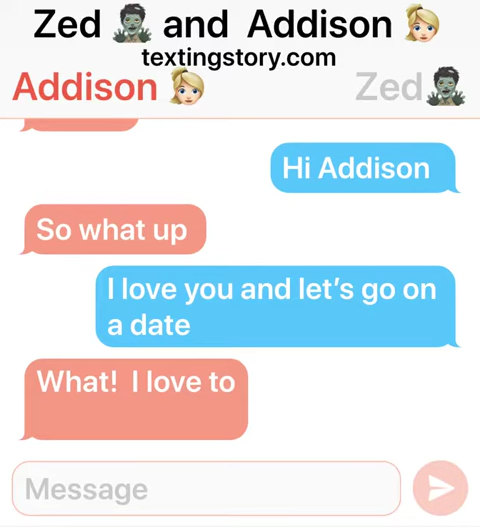 Zed and Addison
textingstory.com
Addison Zed
Hi Addison
So what up
I love you and let’s go on
a date
What! I love to
Message